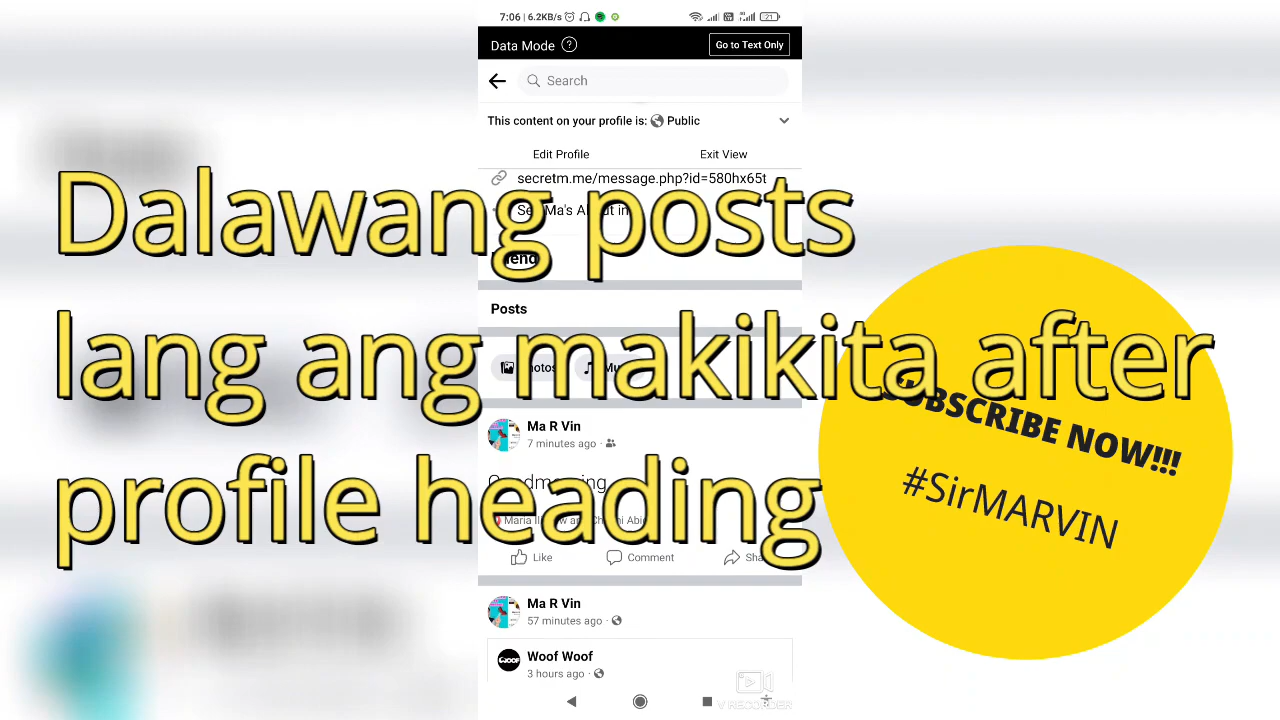 7:06 | 6.2KB/s
21
Data Mode ?
Go to Text Only
Search
This content on your profile is: Public
Edit Profile
Exit View
secretm.me/message.php?id=580hx65t
Dalawang posts
Posts
lang ang makikita after
SUBSCRIBE NOW!!!
#SirMARVIN
Ma R Vin
7 minutes ago ·
profile heading
Like
Comment
Ma R Vin
57 minutes ago ·
Woof Woof
3 hours ago ·
V RECORDER